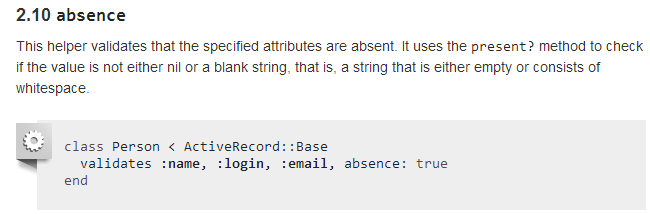 2.10 absence
This helper validates that the specified attributes are absent. It uses the present? method to check
if the value is not either nil or a blank string, that is, a string that is either empty or consists of
whitespace.
class Person < ActiveRecord::Base
  validates :name, :login, :email, absence: true
end